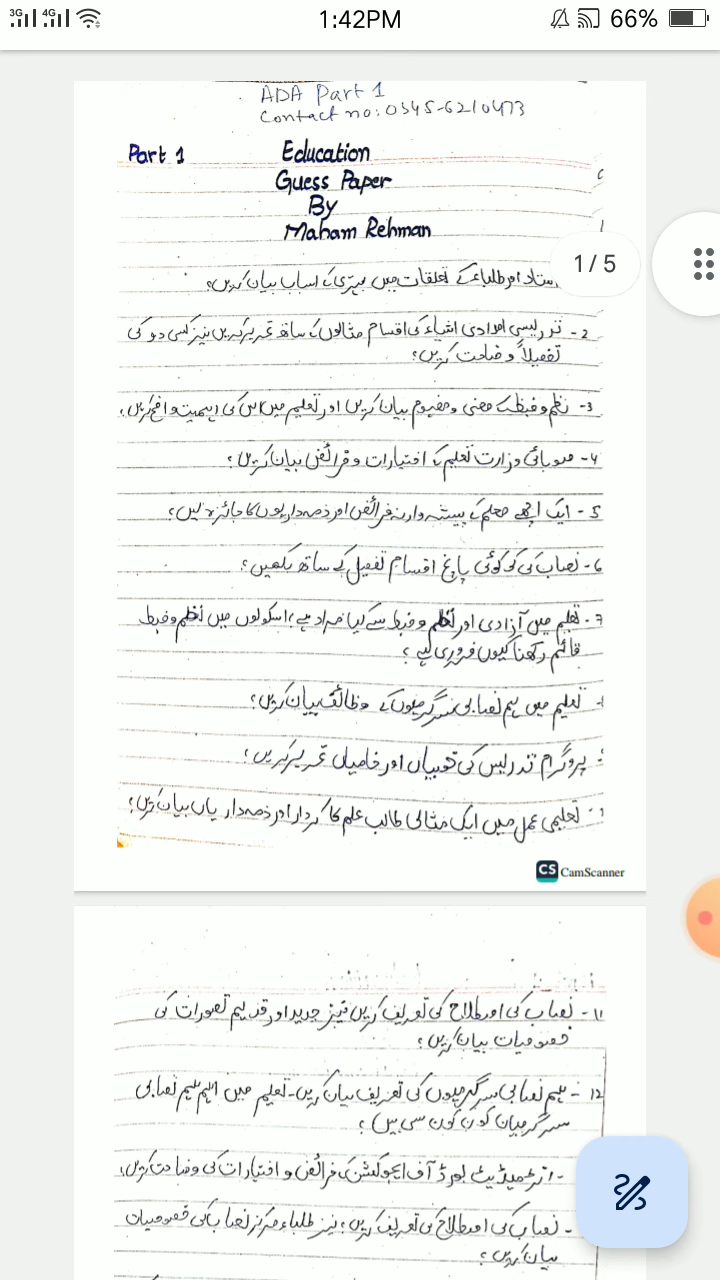 3G 4G 1:42PM 66%
ADA Part 1
Contact no: 0345-6210473
Part 1 Education
Guess Paper
By
Maham Rehman
1/5
استاد اور طلباء کے تعلقات میں بہتری کے اسباب بیان کریں؟
2- تدریسی امدادی اشیاء کی اقسام مثالوں کے ساتھ تحریر کریں نیز کسی دو کی
تفصیلاً وضاحت کریں؟
3- نظم و ضبط کے معنی و مفہوم بیان کریں اور تعلیم میں اس کی اہمیت واضح کریں؟
4- صوبائی وزارت تعلیم کے اختیارات و فرائض بیان کریں؟
5- ایک اچھے معلم کے پیشہ وارنہ فرائض اور ذمہ داریوں کا جائزہ لیں؟
6- نصاب کی کوئی پانچ اقسام تفصیل کے ساتھ لکھیں؟
7- تعلیم میں آزادی اور نظم و ضبط سے کیا مراد ہے؟ اسکولوں میں نظم و ضبط
قائم رکھنا کیوں ضروری ہے؟
تعلیم میں ہم نصابی سرگرمیوں کے وظائف بیان کریں؟
پروگرام تدریس کی خوبیاں اور خامیاں تحریر کریں؟
تعلیمی عمل میں ایک مثالی طالب علم کا کردار اور ذمہ داریاں بیان کریں؟
CS CamScanner
11- نصاب کی اصطلاح کی تعریف کریں نیز جدید اور قدیم تصورات کی
خصوصیات بیان کریں؟
12- ہم نصابی سرگرمیوں کی تعریف بیان کریں۔ تعلیم میں اہم ہم نصابی
سرگرمیاں کون کون سی ہیں؟
- انٹرمیڈیٹ بورڈ آف ایجوکیشن کے فرائض و اختیارات کی وضاحت کریں؟
- نصاب کی اصطلاح کی تعریف کریں؟ نیز طلباء مرکز نصاب کی خصوصیات
بیان کریں؟